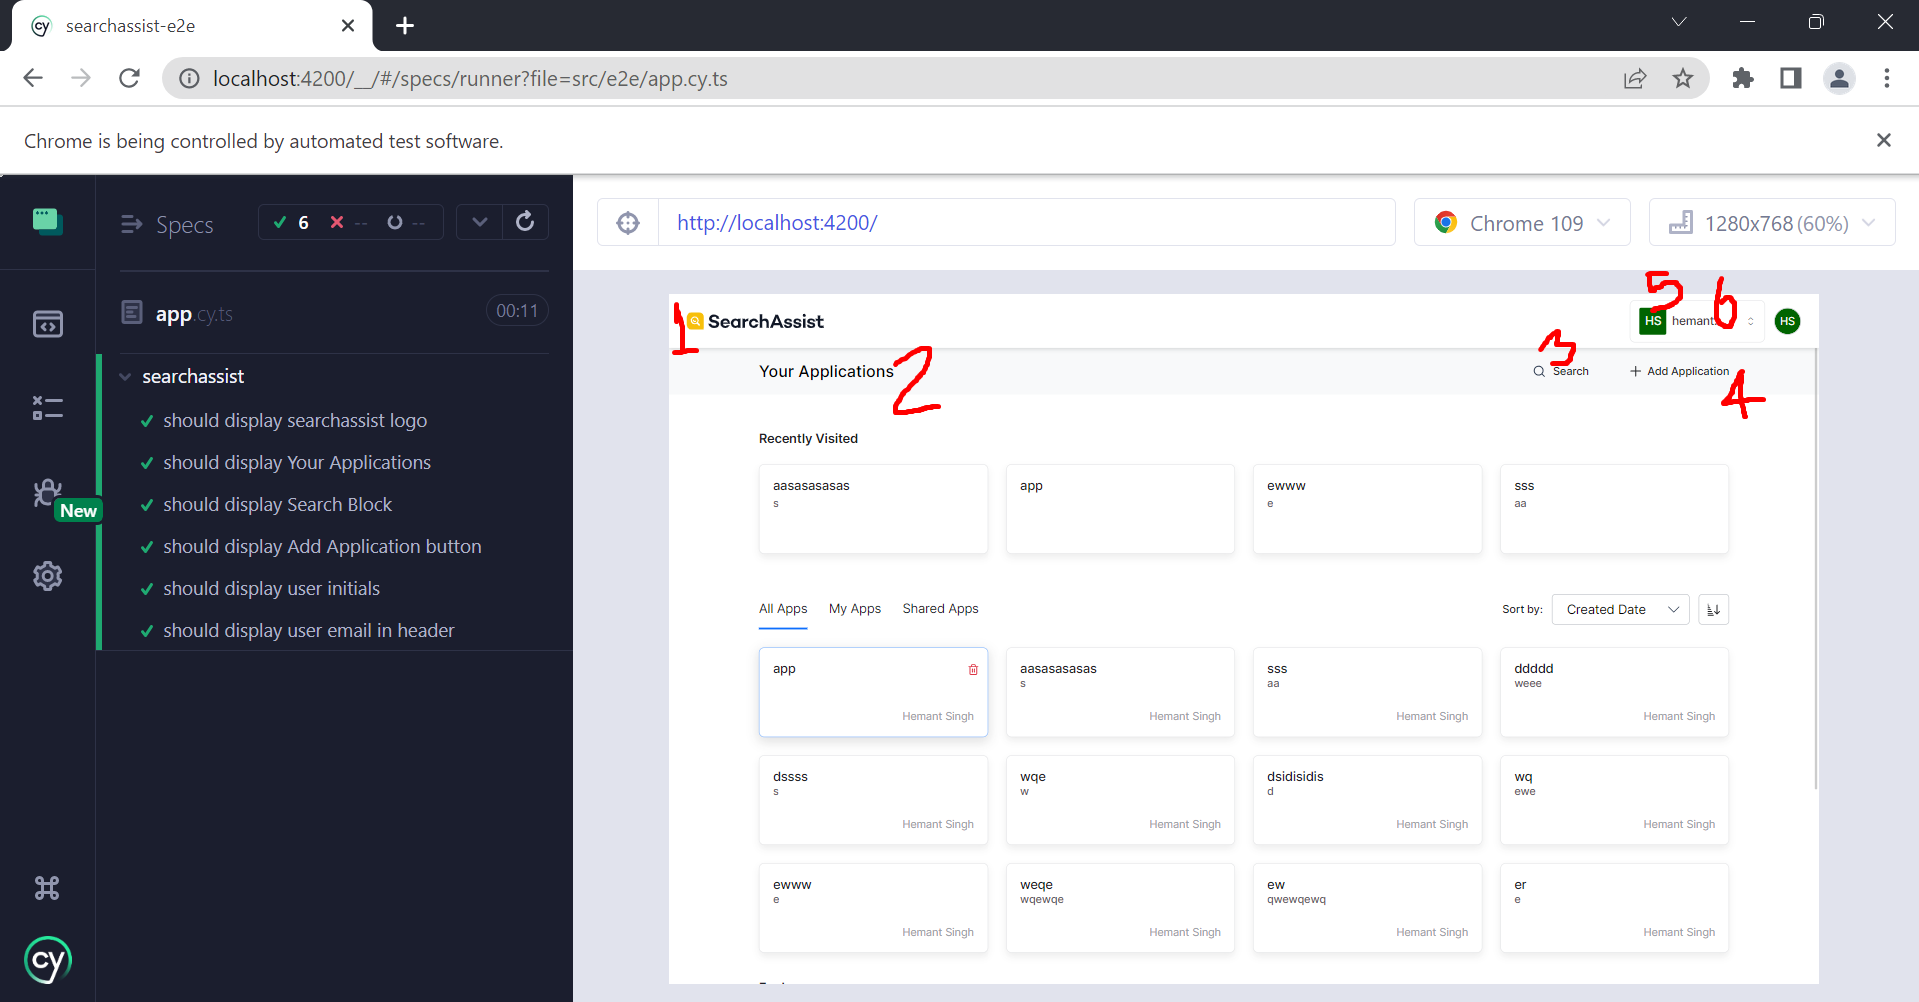 searchassist-e2e
localhost:4200/__/#/specs/runner?file=src/e2e/app.cy.ts
Chrome is being controlled by automated test software.
Specs
6 -- --
http://localhost:4200/
Chrome 109
1280x768 (60%)
app.cy.ts
00:11
searchassist
should display searchassist logo
should display Your Applications
should display Search Block
should display Add Application button
should display user initials
should display user email in header
New
cy
1
SearchAssist
5
6
HS
HS
Your Applications
2
3
Search
Add Application
4
Recently Visited
aasasasasas
s
app
ewww
e
sss
aa
All Apps
My Apps
Shared Apps
Sort by:
Created Date
app
Hemant Singh
aasasasasas
s
Hemant Singh
sss
aa
Hemant Singh
ddddd
weee
Hemant Singh
dssss
s
Hemant Singh
wqe
w
Hemant Singh
dsidisidis
d
Hemant Singh
wq
ewe
Hemant Singh
ewww
e
Hemant Singh
weqe
wqewqe
Hemant Singh
ew
qwewqewq
Hemant Singh
er
e
Hemant Singh